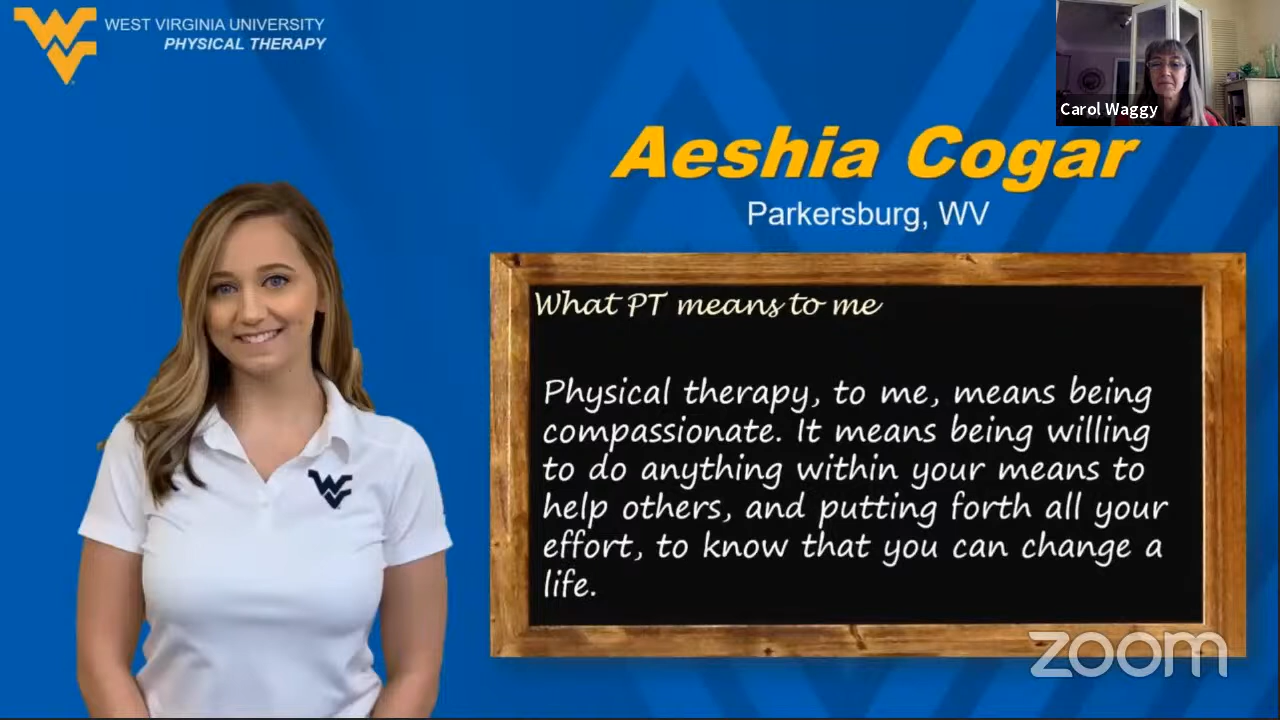 WEST VIRGINIA UNIVERSITY
PHYSICAL THERAPY
Carol Waggy
Aeshia Cogar
Parkersburg, WV
What PT means to me
Physical therapy, to me, means being
compassionate. It means being willing
to do anything within your means to
help others, and putting forth all your
effort, to know that you can change a
life.
WV
zoom